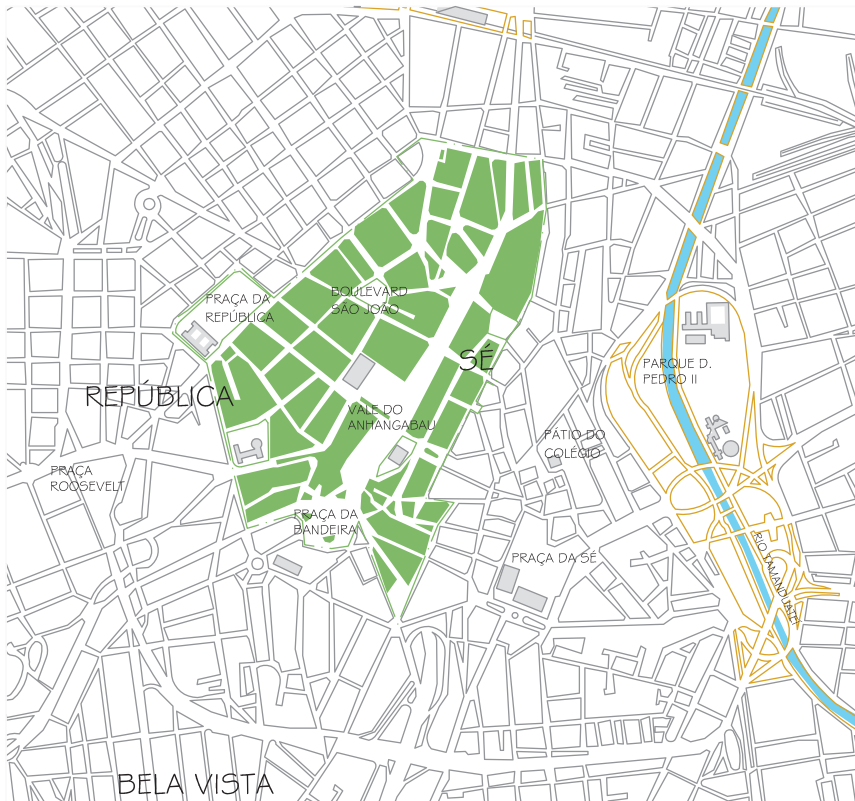 PRAÇA DA
REPÚBLICA
BOULEVARD
SÃO JOÃO
SÉ
PARQUE D.
PEDRO II
REPÚBLICA
VALE DO
ANHANGABAU
PÁTIO DO
COLÉGIO
PRAÇA
ROOSEVELT
PRAÇA DA
BANDEIRA
PRAÇA DA SÉ
RIO TAMANDUATEÍ
BELA VISTA